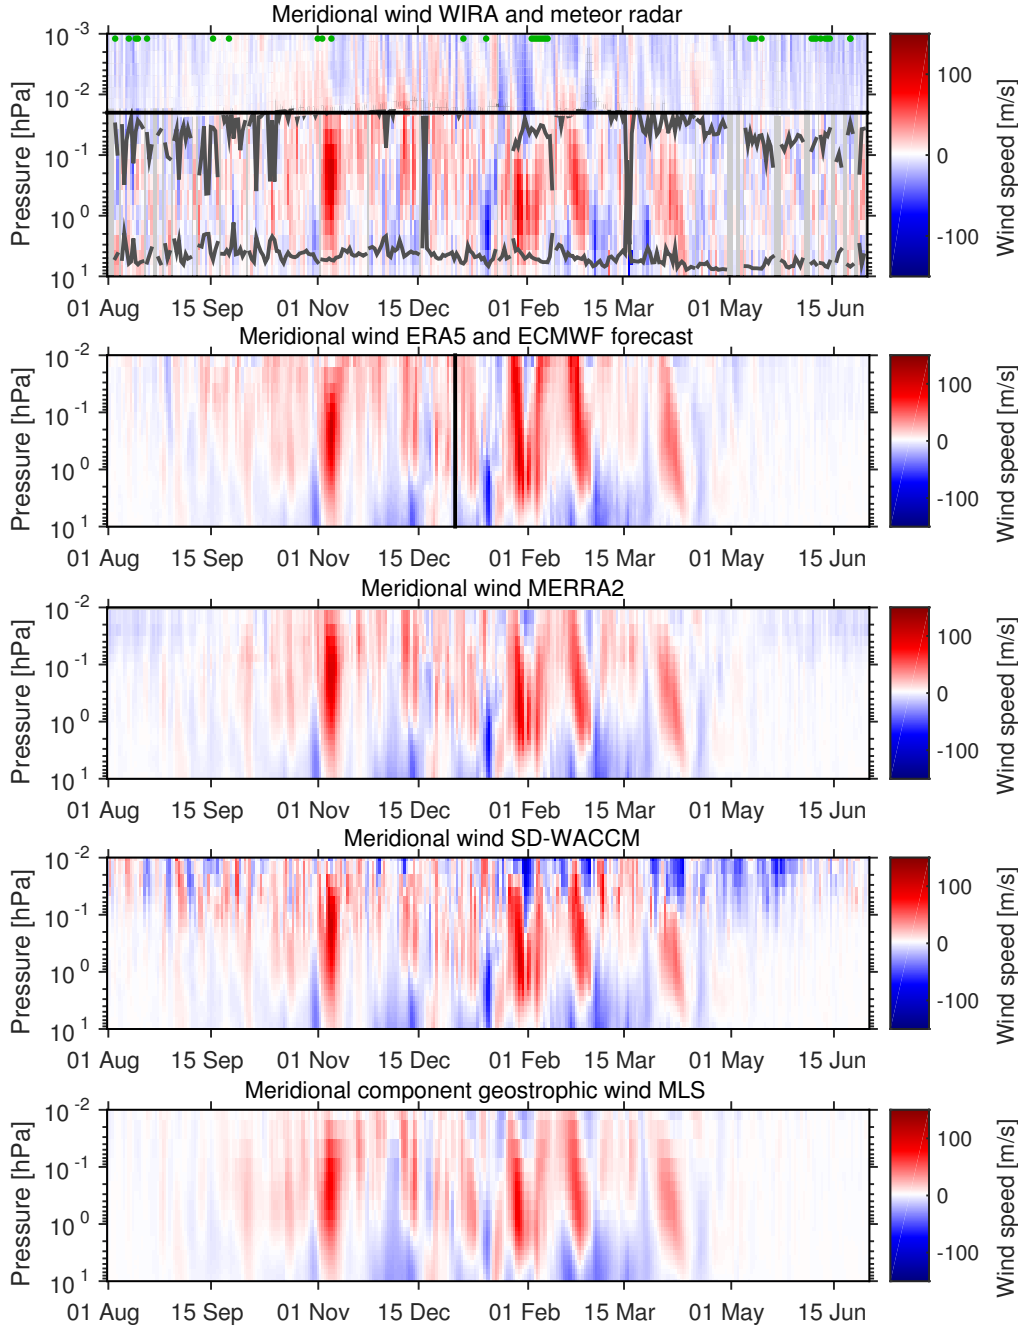 Meridional wind WIRA and meteor radar
Pressure [hPa]
10^-3
10^-2
10^-1
10^0
10^1
01 Aug 15 Sep 01 Nov 15 Dec 01 Feb 15 Mar 01 May 15 Jun
100
0
-100
Wind speed [m/s]
Meridional wind ERA5 and ECMWF forecast
Pressure [hPa]
10^-2
10^-1
10^0
10^1
01 Aug 15 Sep 01 Nov 15 Dec 01 Feb 15 Mar 01 May 15 Jun
100
0
-100
Wind speed [m/s]
Meridional wind MERRA2
Pressure [hPa]
10^-2
10^-1
10^0
10^1
01 Aug 15 Sep 01 Nov 15 Dec 01 Feb 15 Mar 01 May 15 Jun
100
0
-100
Wind speed [m/s]
Meridional wind SD-WACCM
Pressure [hPa]
10^-2
10^-1
10^0
10^1
01 Aug 15 Sep 01 Nov 15 Dec 01 Feb 15 Mar 01 May 15 Jun
100
0
-100
Wind speed [m/s]
Meridional component geostrophic wind MLS
Pressure [hPa]
10^-2
10^-1
10^0
10^1
01 Aug 15 Sep 01 Nov 15 Dec 01 Feb 15 Mar 01 May 15 Jun
100
0
-100
Wind speed [m/s]